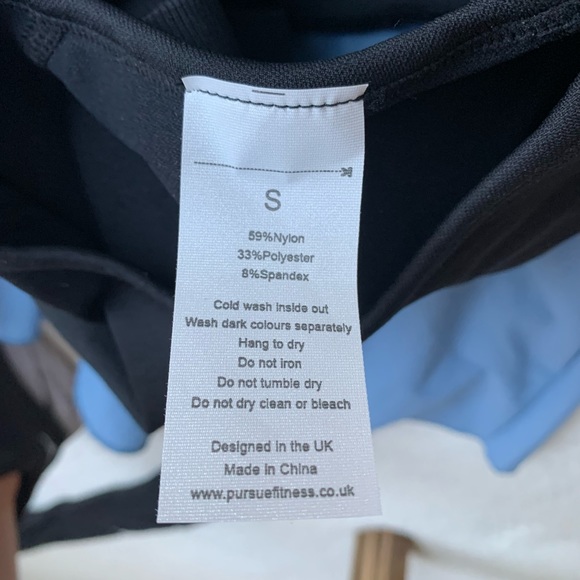 S
59%Nylon
33%Polyester
8%Spandex
Cold wash inside out
Wash dark colours separately
Hang to dry
Do not iron
Do not tumble dry
Do not dry clean or bleach
Designed in the UK
Made in China
www.pursuefitness.co.uk